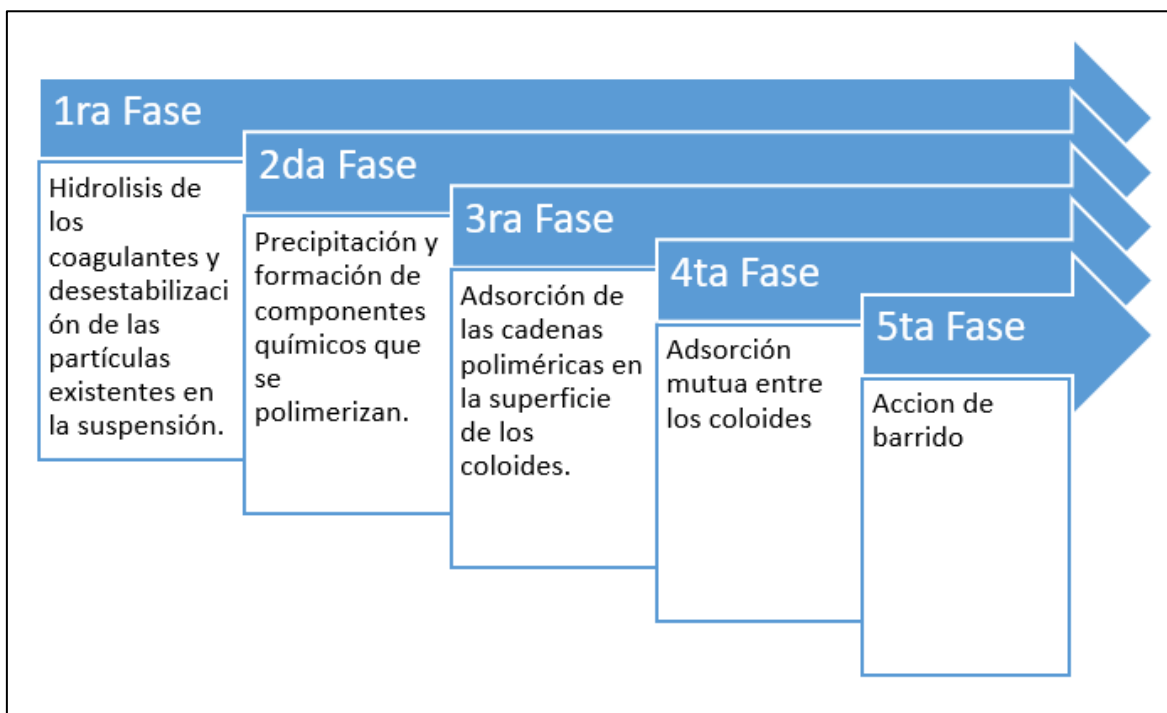 1ra Fase
Hidrolisis de
los
coagulantes y
desestabilizaci
ón de las
partículas
existentes en
la suspensión.
2da Fase
Precipitación y
formación de
componentes
químicos que
se
polimerizan.
3ra Fase
Adsorción de
las cadenas
poliméricas en
la superficie
de los
coloides.
4ta Fase
Adsorción
mutua entre
los coloides
5ta Fase
Accion de
barrido